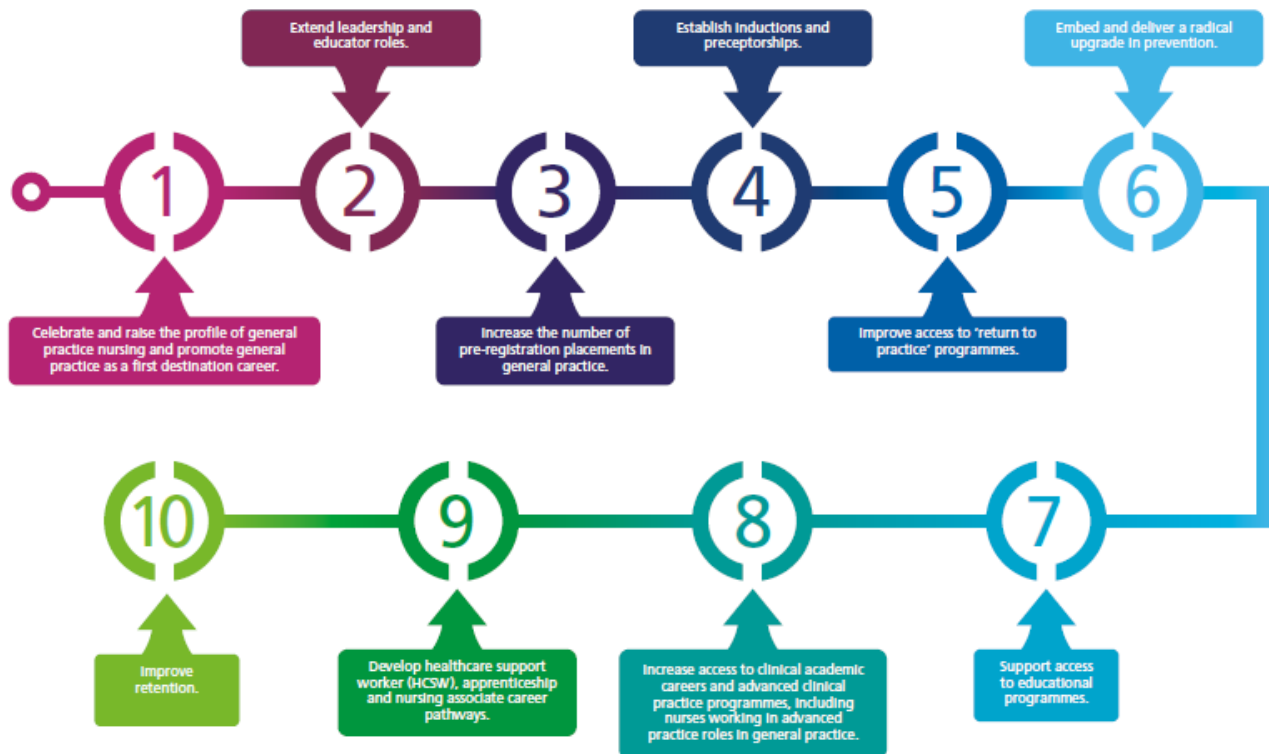 Extend leadership and
educator roles.
Establish inductions and
preceptorships.
Embed and deliver a radical
upgrade in prevention.
1
2
3
4
5
6
Celebrate and raise the profile of general
practice nursing and promote general
practice as a first destination career.
Increase the number of
pre-registration placements in
general practice.
Improve access to ‘return to
practice’ programmes.
10
9
8
7
Improve
retention.
Develop healthcare support
worker (HCSW), apprenticeship
and nursing associate career
pathways.
Increase access to clinical academic
careers and advanced clinical
practice programmes, including
nurses working in advanced
practice roles in general practice.
Support access
to educational
programmes.